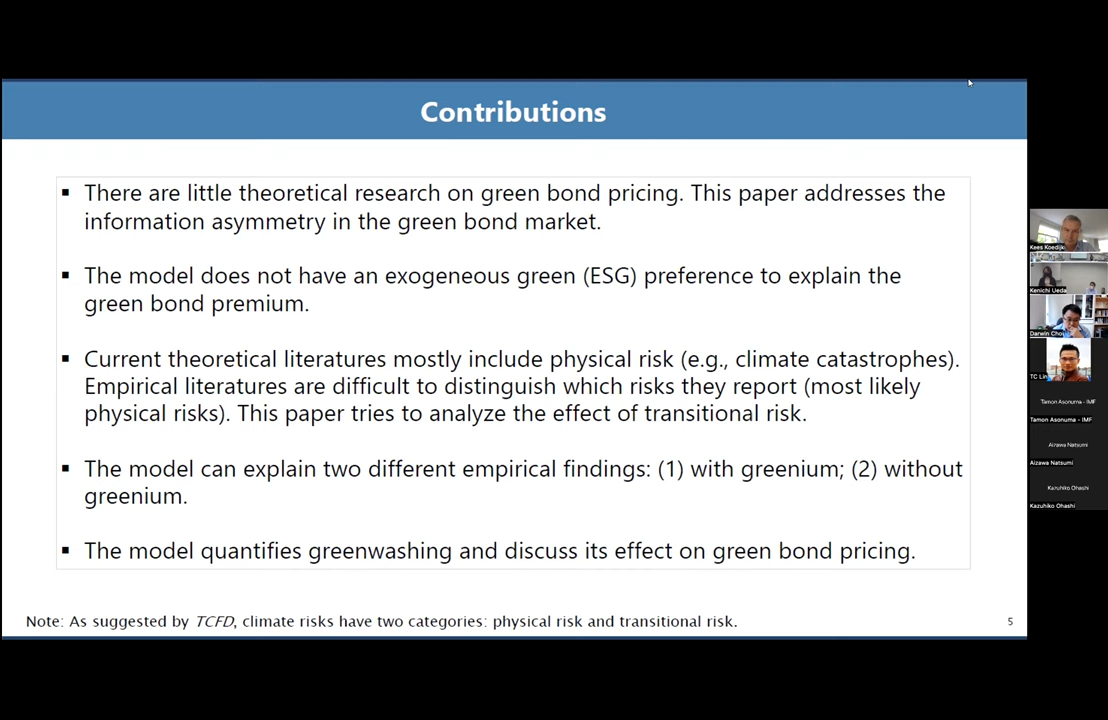 Contributions
▪ There are little theoretical research on green bond pricing. This paper addresses the
information asymmetry in the green bond market.
▪ The model does not have an exogeneous green (ESG) preference to explain the
green bond premium.
▪ Current theoretical literatures mostly include physical risk (e.g., climate catastrophes).
Empirical literatures are difficult to distinguish which risks they report (most likely
physical risks). This paper tries to analyze the effect of transitional risk.
▪ The model can explain two different empirical findings: (1) with greenium; (2) without
greenium.
▪ The model quantifies greenwashing and discuss its effect on green bond pricing.
Note: As suggested by TCFD, climate risks have two categories: physical risk and transitional risk.
5
Kees Koedijk
Kenichi Ueda
Darwin Choi
TC Lin
Tamon Asonuma - IMF
Tamon Asonuma - IMF
Aizawa Natsumi
Aizawa Natsumi
Kazuhiko Ohashi
Kazuhiko Ohashi